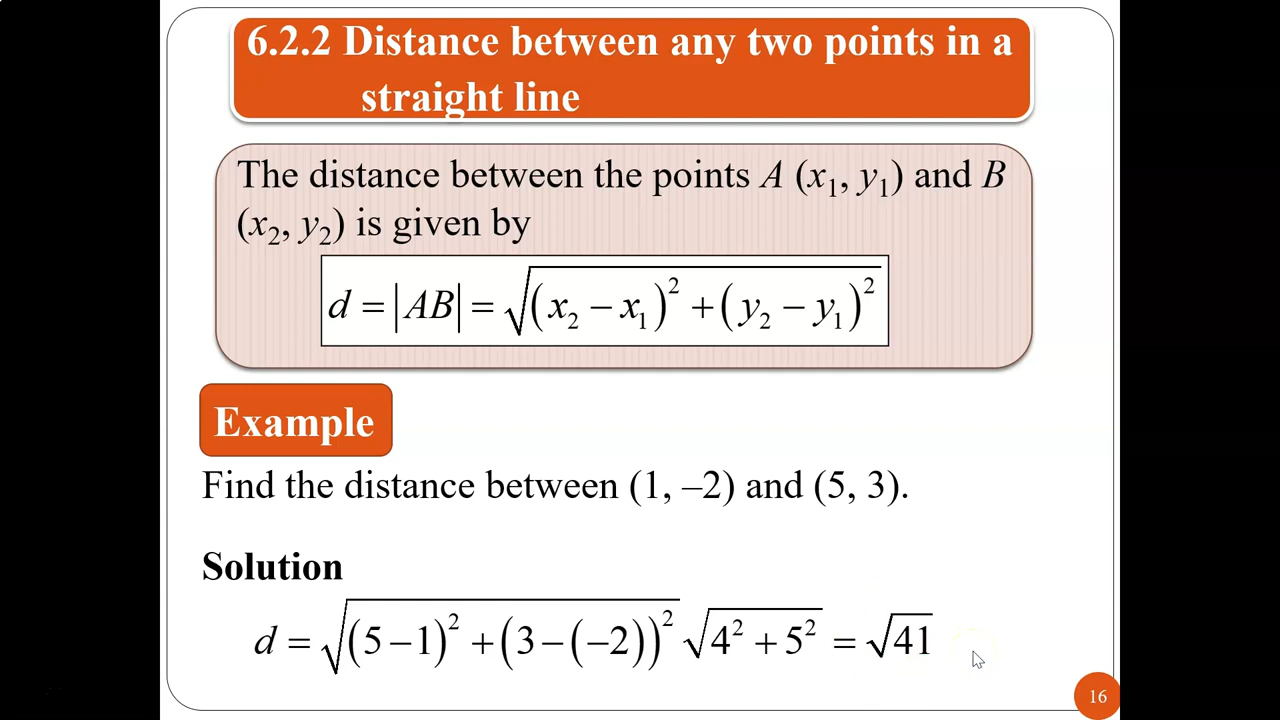 6.2.2 Distance between any two points in a
straight line
The distance between the points A (x₁, y₁) and B
(x₂, y₂) is given by
d = |AB| = √((x₂ − x₁)² + (y₂ − y₁)²)
Example
Find the distance between (1, –2) and (5, 3).
Solution
d = √((5−1)² + (3−(−2))²) √(4² + 5²) = √41
16